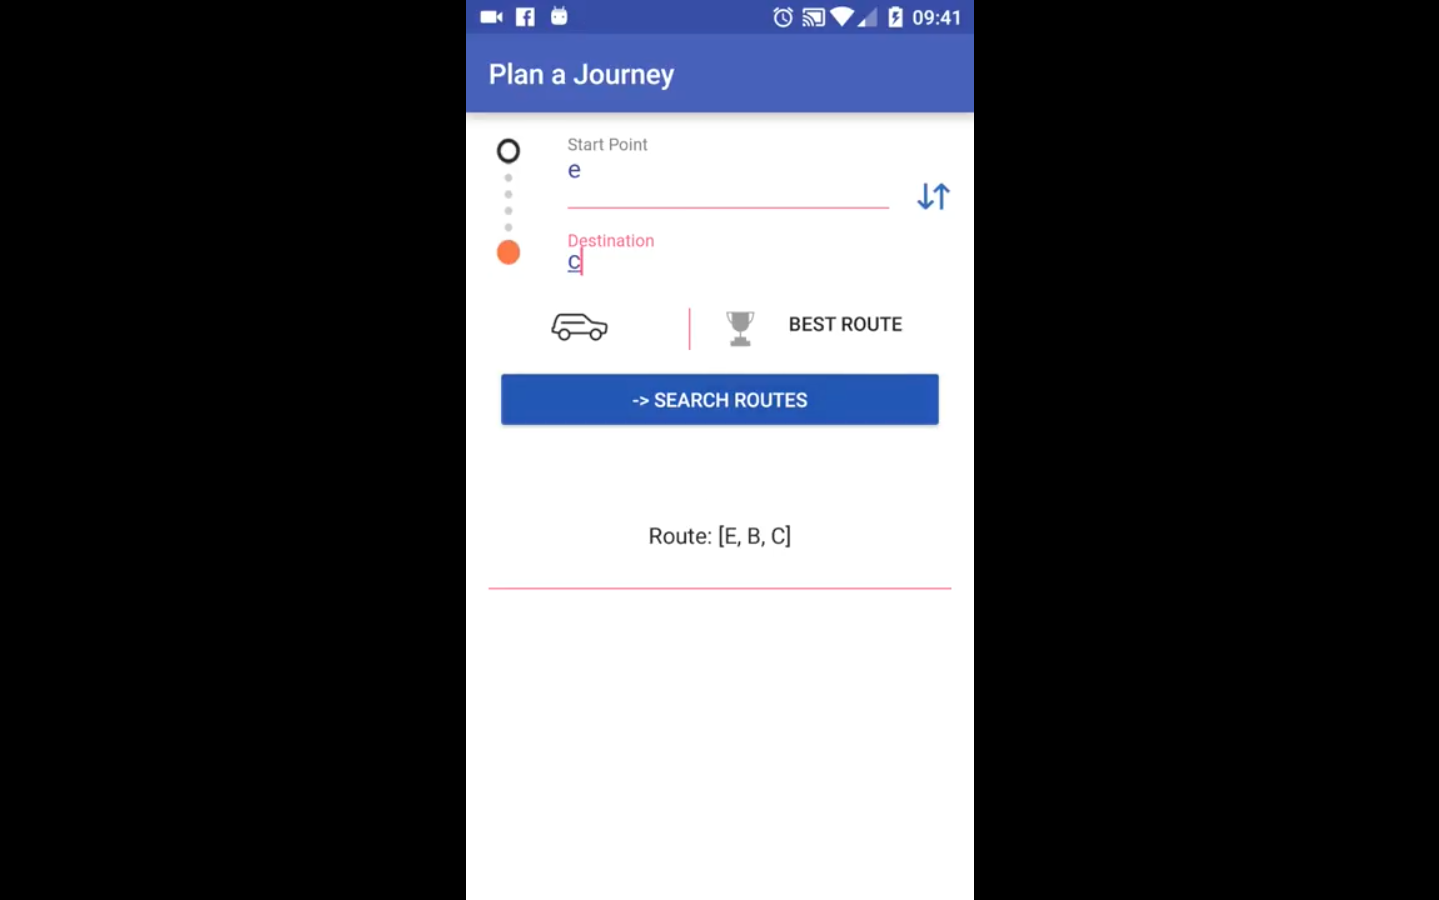 09:41
Plan a Journey
Start Point
e
Destination
c
BEST ROUTE
-> SEARCH ROUTES
Route: [E, B, C]